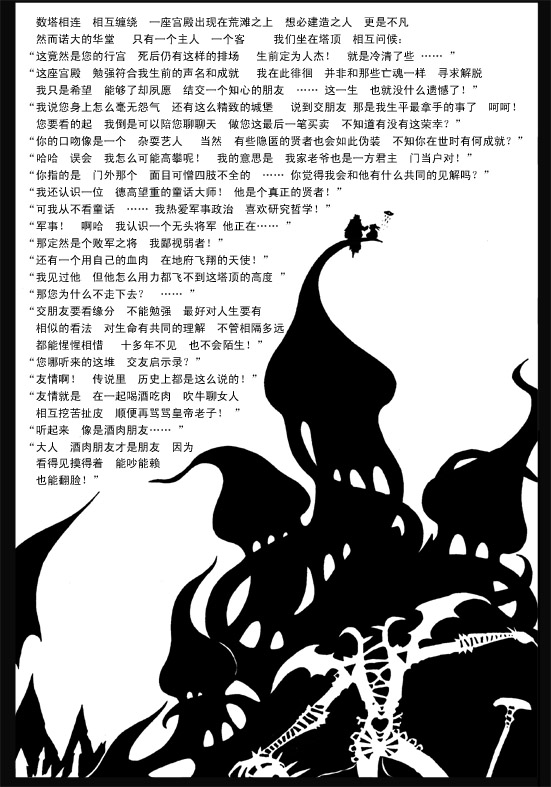 数塔相连 相互缠绕 一座宫殿出现在荒滩之上 想必建造之人 更是不凡
然而诺大的华堂 只有一个主人 一个客 我们坐在塔顶 相互问候:
“这竟然是您的行宫 死后仍有这样的排场 生前定为人杰! 就是冷清了些 …… ”
“这座宫殿 勉强符合我生前的声名和成就 我在此徘徊 并非和那些亡魂一样 寻求解脱
我只是希望 能够了却夙愿 结交一个知心的朋友 …… 这一生 也就没什么遗憾了!”
“我说您身上怎么毫无怨气 还有这么精致的城堡 说到交朋友 那是我生平最拿手的事了 呵呵!
您要看的起 我倒是可以陪您聊聊天 做您这最后一笔买卖 不知道有没有这荣幸?”
“你的口吻像是一个 杂耍艺人 当然 有些隐匿的贤者也会如此伪装 不知你在世时有何成就?”
“哈哈 误会 我怎么可能高攀呢! 我的意思是 我家老爷也是一方君主 门当户对!”
“你指的是 门外那个 面目可憎四肢不全的 …… 你觉得我会和他有什么共同的见解吗?”
“我还认识一位 德高望重的童话大师! 他是个真正的贤者!”
“可我从不看童话 …… 我热爱军事政治 喜欢研究哲学!”
“军事! 啊哈 我认识一个无头将军 他正在…… ”
“那定然是个败军之将 我鄙视弱者!”
“还有一个用自己的血肉 在地府飞翔的天使!”
“我见过他 但他怎么用力都飞不到这塔顶的高度 ”
“那您为什么不走下去? …… ”
“交朋友要看缘分 不能勉强 最好对人生要有
相似的看法 对生命有共同的理解 不管相隔多远
都能惺惺相惜 十多年不见 也不会陌生!”
“您哪听来的这堆 交友启示录?”
“友情啊! 传说里 历史上都是这么说的!”
“友情就是 在一起喝酒吃肉 吹牛聊女人
相互挖苦扯皮 顺便再骂骂皇帝老子! ”
“听起来 像是酒肉朋友…… ”
“大人 酒肉朋友才是朋友 因为
看得见摸得着 能吵能赖
也能翻脸!”